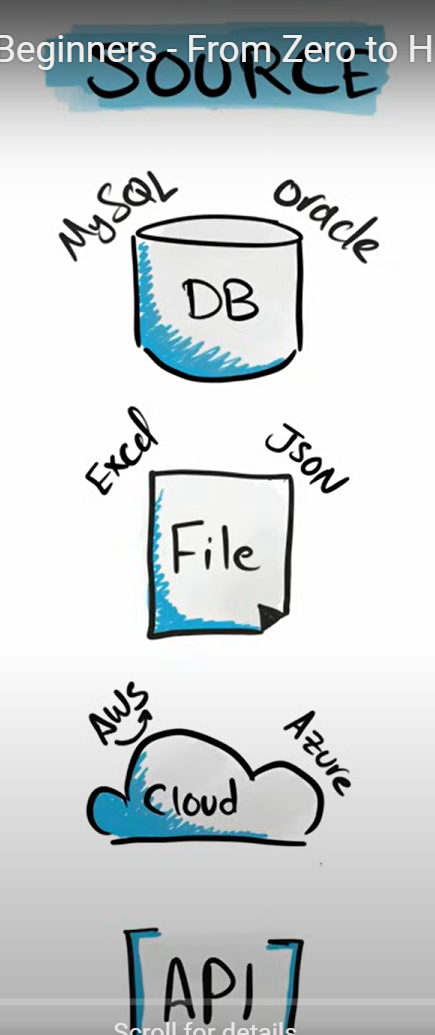 Beginners - From Zero to H
SOURCE
MySQL
oracle
DB
Excel
JSON
File
AWS
Azure
Cloud
API
Scroll for details